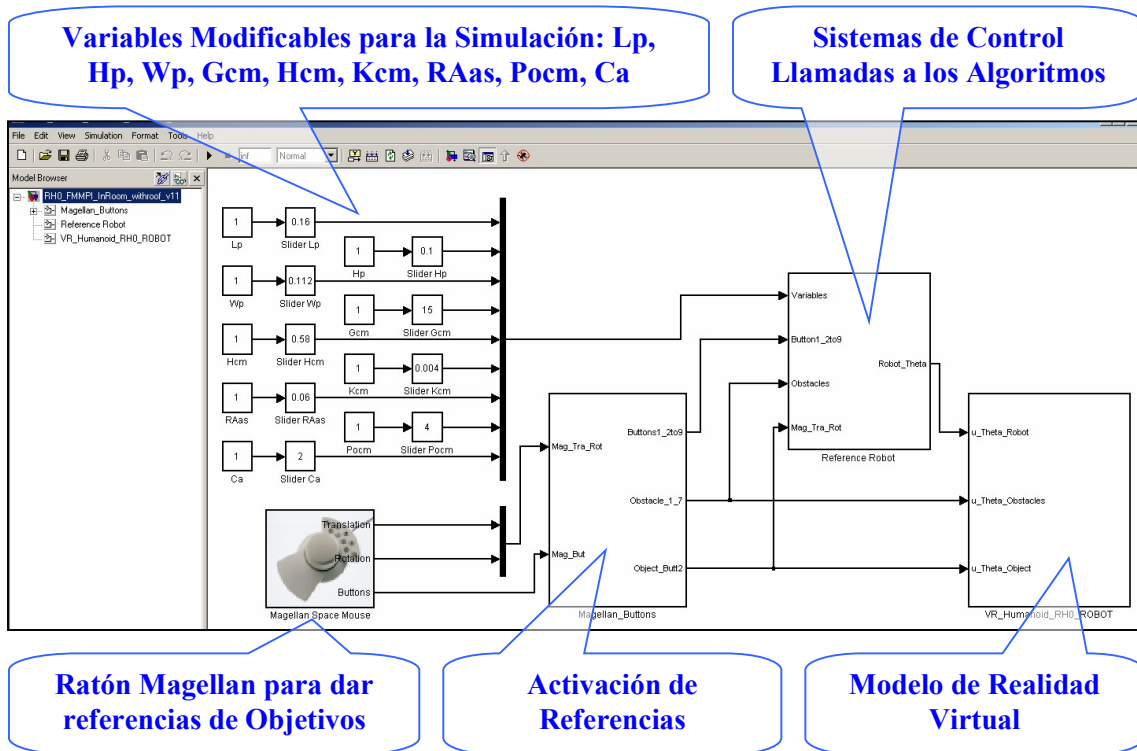 Variables Modificables para la Simulación: Lp,
Hp, Wp, Gcm, Hcm, Kcm, RAas, Pocm, Ca
Sistemas de Control
Llamadas a los Algoritmos
File Edit View Simulation Format Tools Help
inf Normal
Model Browser
RH0_FMMPI_InRoom_withroof_v11
Magellan_Buttons
Reference Robot
VR_Humanoid_RH0_ROBOT
1 0.16
Lp Slider Lp
1 0.1
Hp Slider Hp
1 0.112
Wp Slider Wp
1 15
Gcm Slider Gcm
1 0.58
Hcm Slider Hcm
1 0.004
Kcm Slider Kcm
1 0.06
RAas Slider RAas
1 4
Pocm Slider Pocm
1 2
Ca Slider Ca
Translation
Rotation
Buttons
Magellan Space Mouse
Mag_Tra_Rot
Mag_But
Buttons1_2to9
Obstacle_1_7
Object_Butt2
Magellan_Buttons
Variables
Button1_2to9
Obstacles
Mag_Tra_Rot
Robot_Theta
Reference Robot
u_Theta_Robot
u_Theta_Obstacles
u_Theta_Object
VR_Humanoid_RH0_ROBOT
Ratón Magellan para dar
referencias de Objetivos
Activación de
Referencias
Modelo de Realidad
Virtual